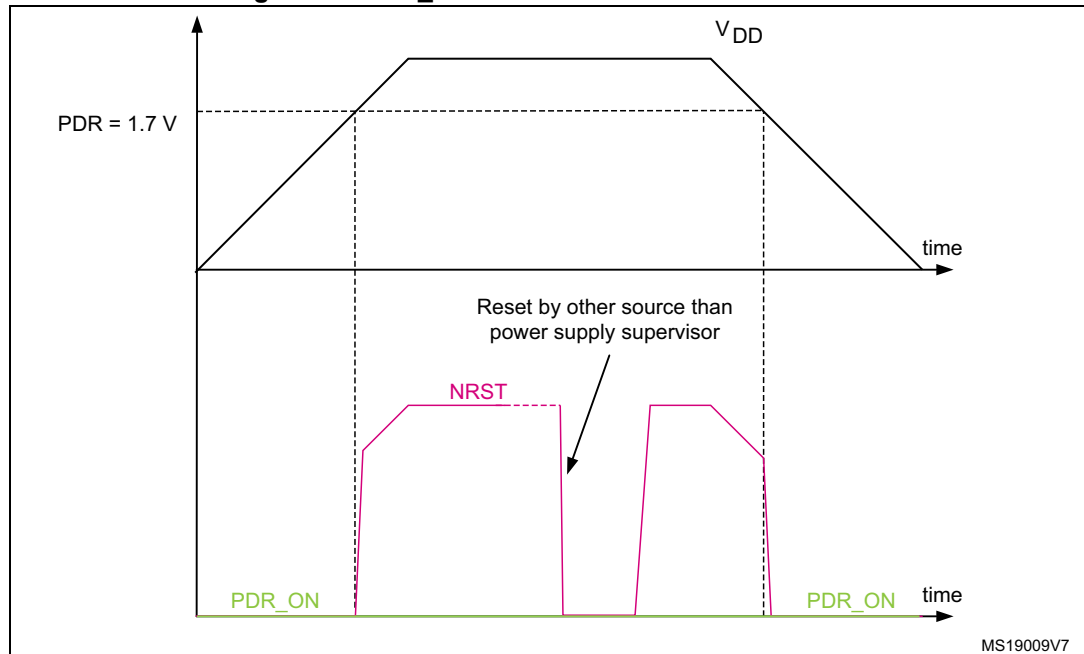 V DD
PDR = 1.7 V
time
Reset by other source than
power supply supervisor
NRST
PDR_ON
PDR_ON
time
MS19009V7